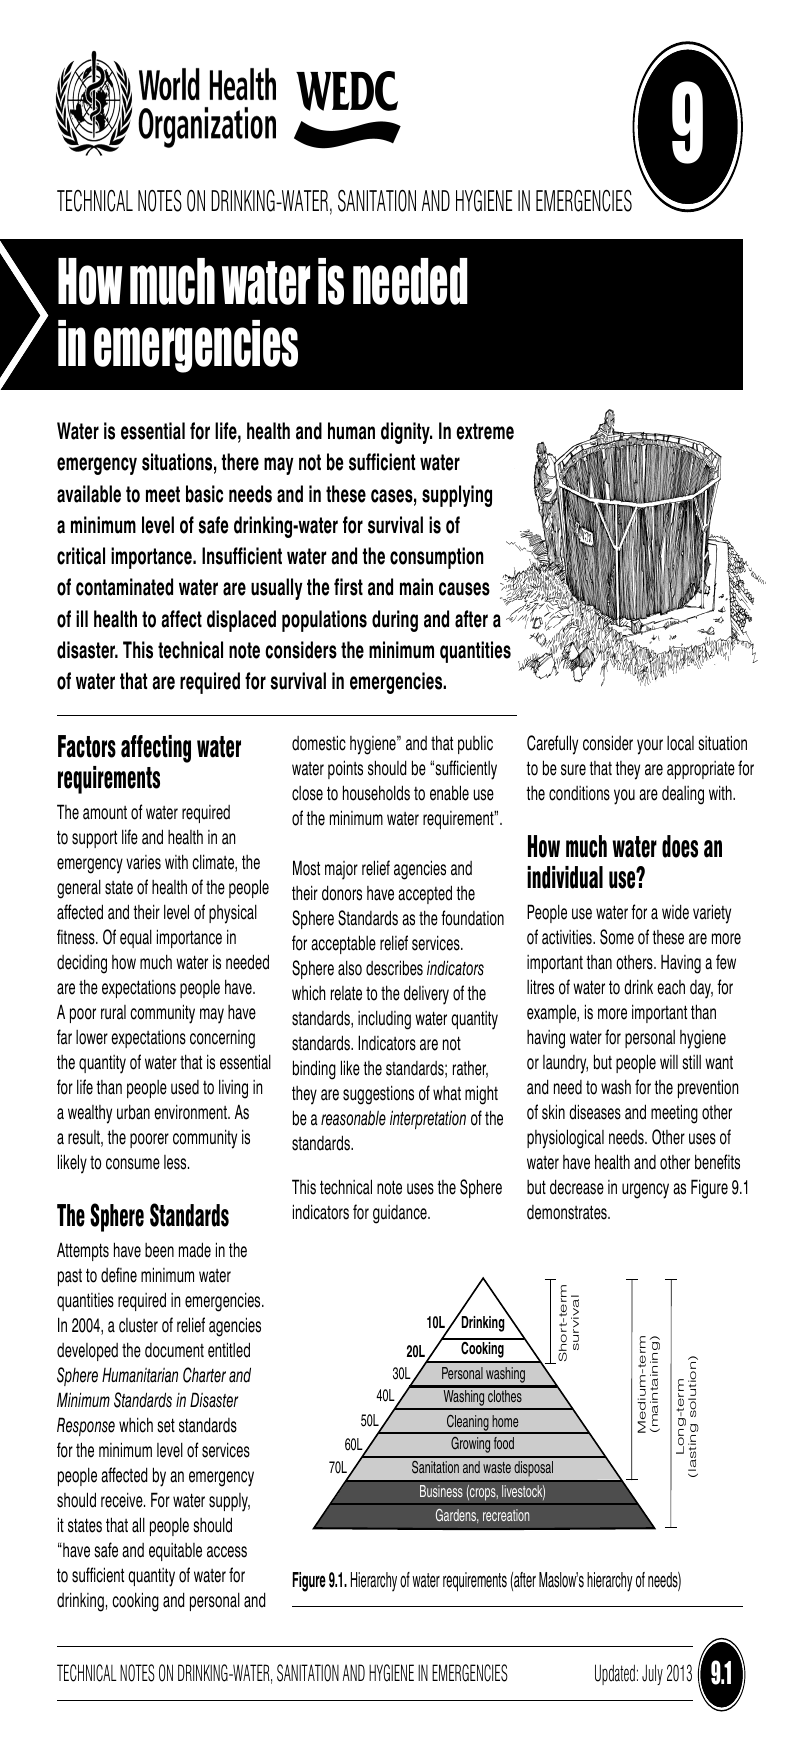 World Health
Organization
WEDC
9
TECHNICAL NOTES ON DRINKING-WATER, SANITATION AND HYGIENE IN EMERGENCIES
How much water is needed
in emergencies
Water is essential for life, health and human dignity. In extreme
emergency situations, there may not be sufficient water
available to meet basic needs and in these cases, supplying
a minimum level of safe drinking-water for survival is of
critical importance. Insufficient water and the consumption
of contaminated water are usually the first and main causes
of ill health to affect displaced populations during and after a
disaster. This technical note considers the minimum quantities
of water that are required for survival in emergencies.
Factors affecting water
requirements
The amount of water required
to support life and health in an
emergency varies with climate, the
general state of health of the people
affected and their level of physical
fitness. Of equal importance in
deciding how much water is needed
are the expectations people have.
A poor rural community may have
far lower expectations concerning
the quantity of water that is essential
for life than people used to living in
a wealthy urban environment. As
a result, the poorer community is
likely to consume less.
The Sphere Standards
Attempts have been made in the
past to define minimum water
quantities required in emergencies.
In 2004, a cluster of relief agencies
developed the document entitled
Sphere Humanitarian Charter and
Minimum Standards in Disaster
Response which set standards
for the minimum level of services
people affected by an emergency
should receive. For water supply,
it states that all people should
“have safe and equitable access
to sufficient quantity of water for
drinking, cooking and personal and
domestic hygiene” and that public
water points should be “sufficiently
close to households to enable use
of the minimum water requirement”.
Most major relief agencies and
their donors have accepted the
Sphere Standards as the foundation
for acceptable relief services.
Sphere also describes indicators
which relate to the delivery of the
standards, including water quantity
standards. Indicators are not
binding like the standards; rather,
they are suggestions of what might
be a reasonable interpretation of the
standards.
This technical note uses the Sphere
indicators for guidance.
Carefully consider your local situation
to be sure that they are appropriate for
the conditions you are dealing with.
How much water does an
individual use?
People use water for a wide variety
of activities. Some of these are more
important than others. Having a few
litres of water to drink each day, for
example, is more important than
having water for personal hygiene
or laundry, but people will still want
and need to wash for the prevention
of skin diseases and meeting other
physiological needs. Other uses of
water have health and other benefits
but decrease in urgency as Figure 9.1
demonstrates.
10L Drinking
20L Cooking
30L Personal washing
40L Washing clothes
50L Cleaning home
60L Growing food
70L Sanitation and waste disposal
Business (crops, livestock)
Gardens, recreation
Short-term
survival
Medium-term
(maintaining)
Long-term
(lasting solution)
Figure 9.1. Hierarchy of water requirements (after Maslow's hierarchy of needs)
TECHNICAL NOTES ON DRINKING-WATER, SANITATION AND HYGIENE IN EMERGENCIES
Updated: July 2013
9.1